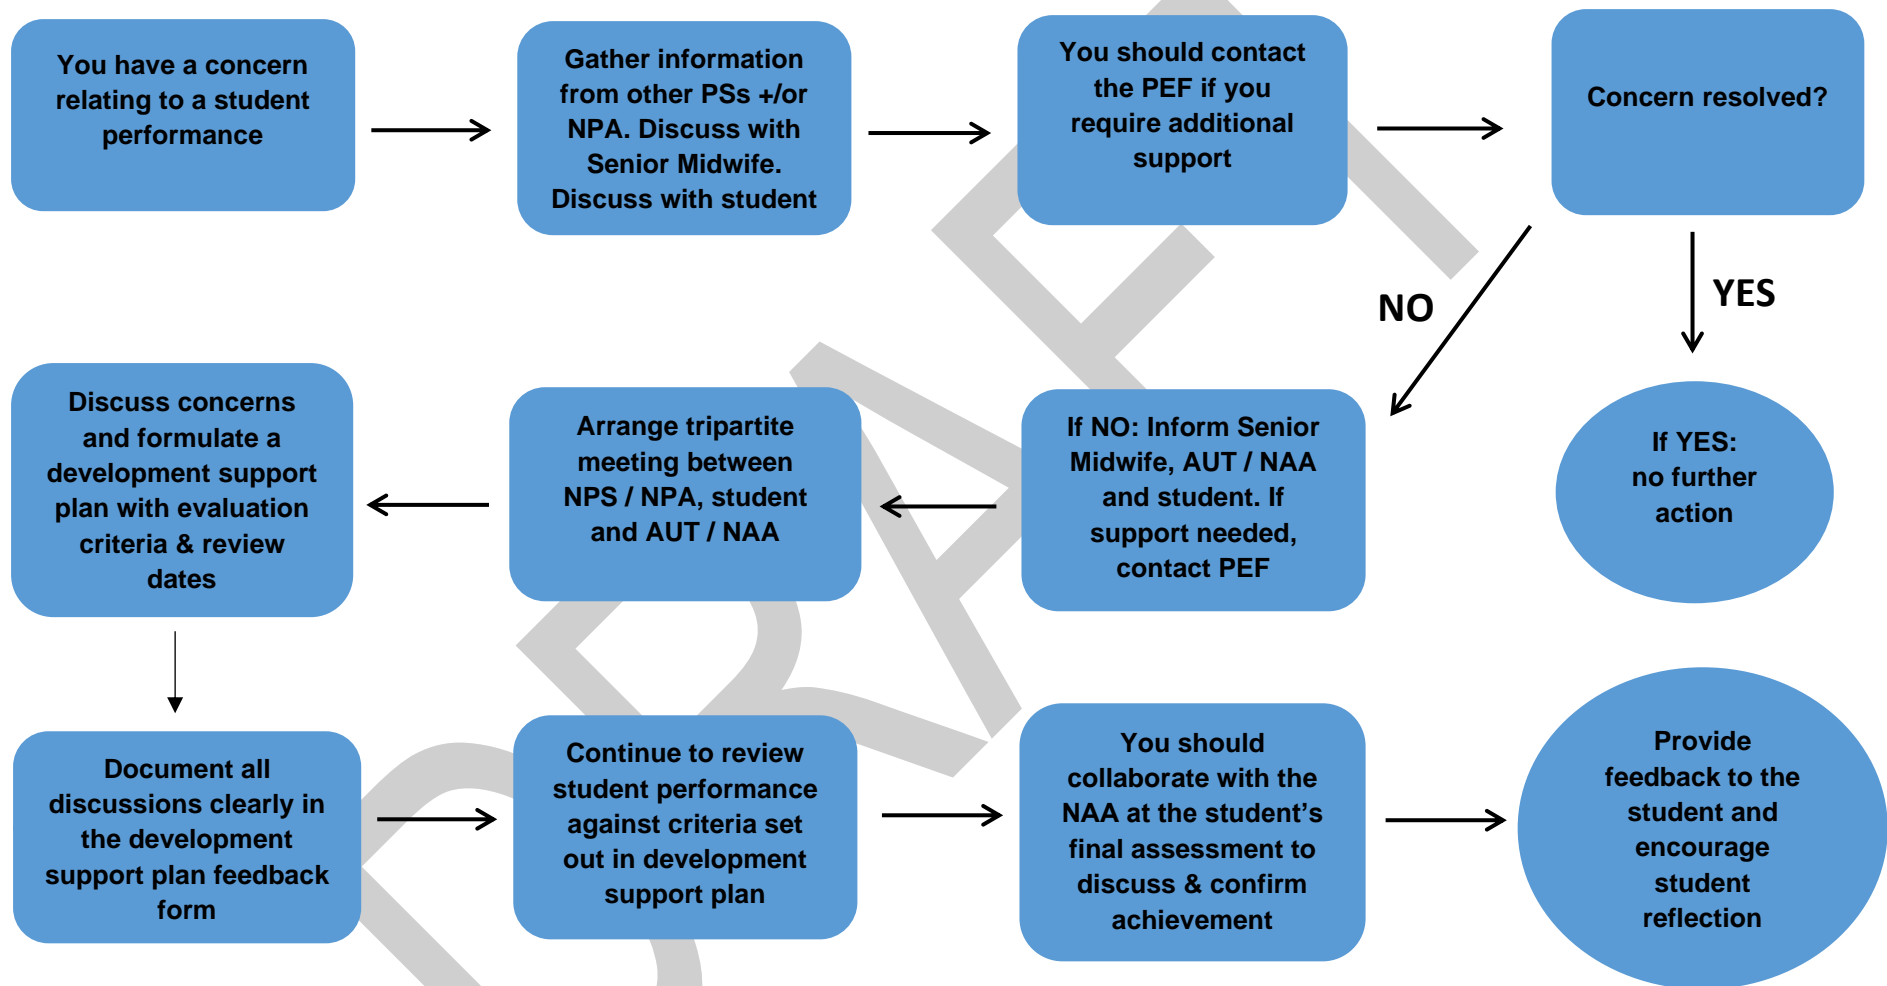 You have a concern
relating to a student
performance
Gather information
from other PSs +/or
NPA. Discuss with
Senior Midwife.
Discuss with student
You should contact
the PEF if you
require additional
support
Concern resolved?
NO
YES
If YES:
no further
action
If NO: Inform Senior
Midwife, AUT / NAA
and student. If
support needed,
contact PEF
Arrange tripartite
meeting between
NPS / NPA, student
and AUT / NAA
Discuss concerns
and formulate a
development support
plan with evaluation
criteria & review
dates
Document all
discussions clearly in
the development
support plan feedback
form
Continue to review
student performance
against criteria set
out in development
support plan
You should
collaborate with the
NAA at the student’s
final assessment to
discuss & confirm
achievement
Provide
feedback to the
student and
encourage
student
reflection
DRAFT